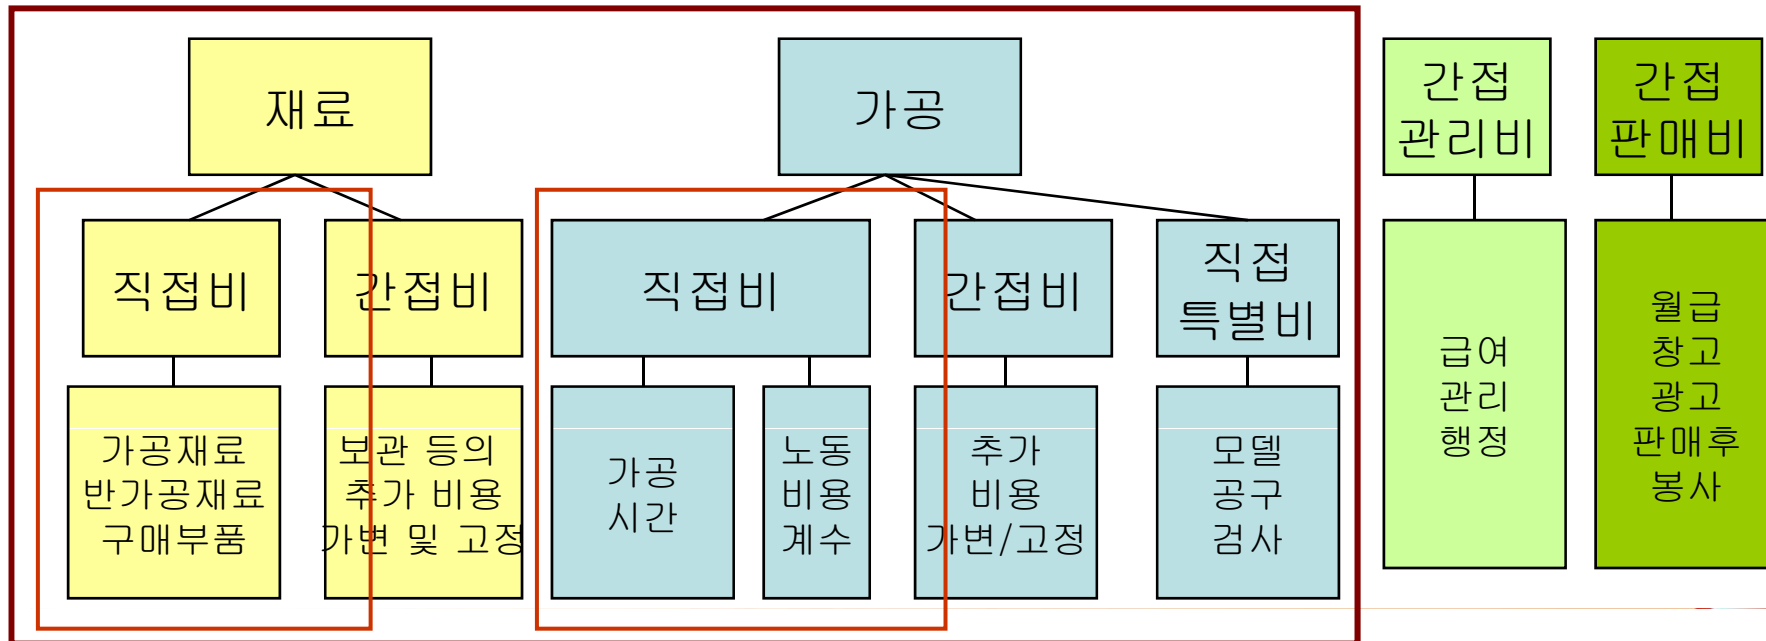 재료
가공
간접
관리비
간접
판매비
직접비
간접비
직접비
간접비
직접
특별비
가공재료
반가공재료
구매부품
보관 등의
추가 비용
가변 및 고정
가공
시간
노동
비용
계수
추가
비용
가변/고정
모델
공구
검사
급여
관리
행정
월급
창고
광고
판매후
봉사